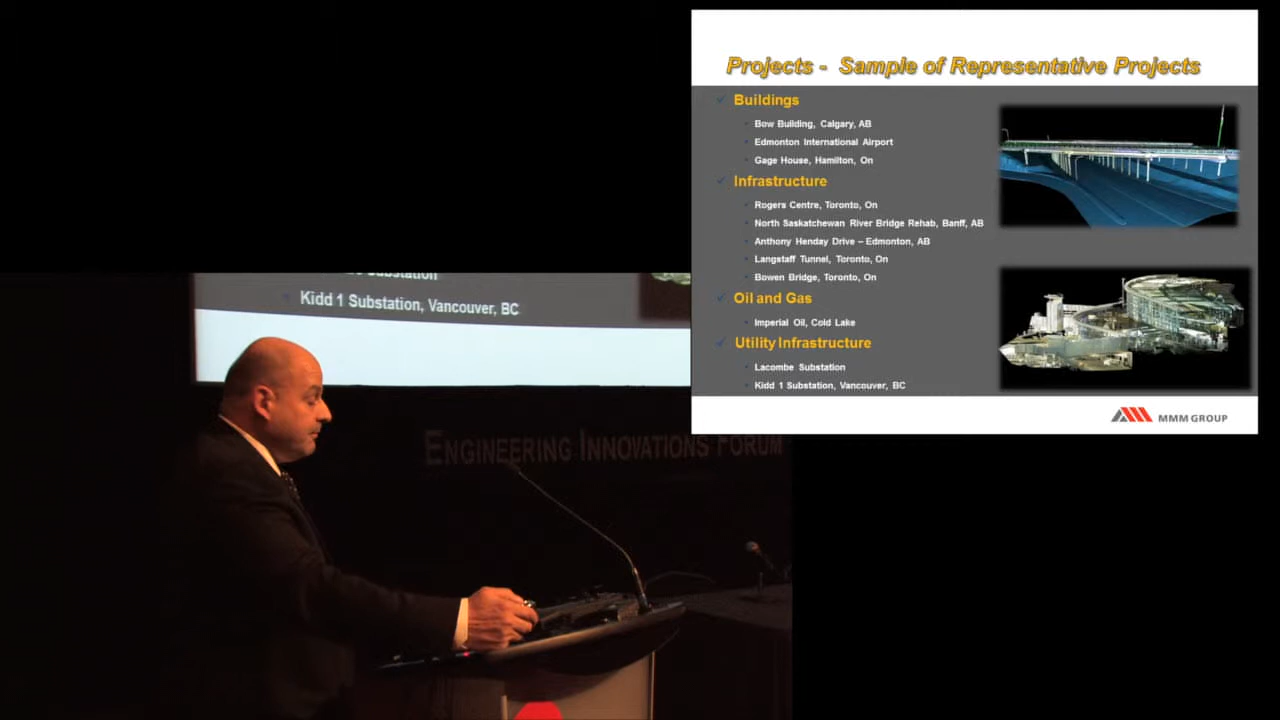 Projects - Sample of Representative Projects
Buildings
Bow Building, Calgary, AB
Edmonton International Airport
Gage House, Hamilton, On
Infrastructure
Rogers Centre, Toronto, On
North Saskatchewan River Bridge Rehab, Banff, AB
Anthony Henday Drive – Edmonton, AB
Langstaff Tunnel, Toronto, On
Bowen Bridge, Toronto, On
Oil and Gas
Imperial Oil, Cold Lake
Utility Infrastructure
Lacombe Substation
Kidd 1 Substation, Vancouver, BC
MMM GROUP
Substation
Kidd 1 Substation, Vancouver, BC
ENGINEERING INNOVATIONS FORUM